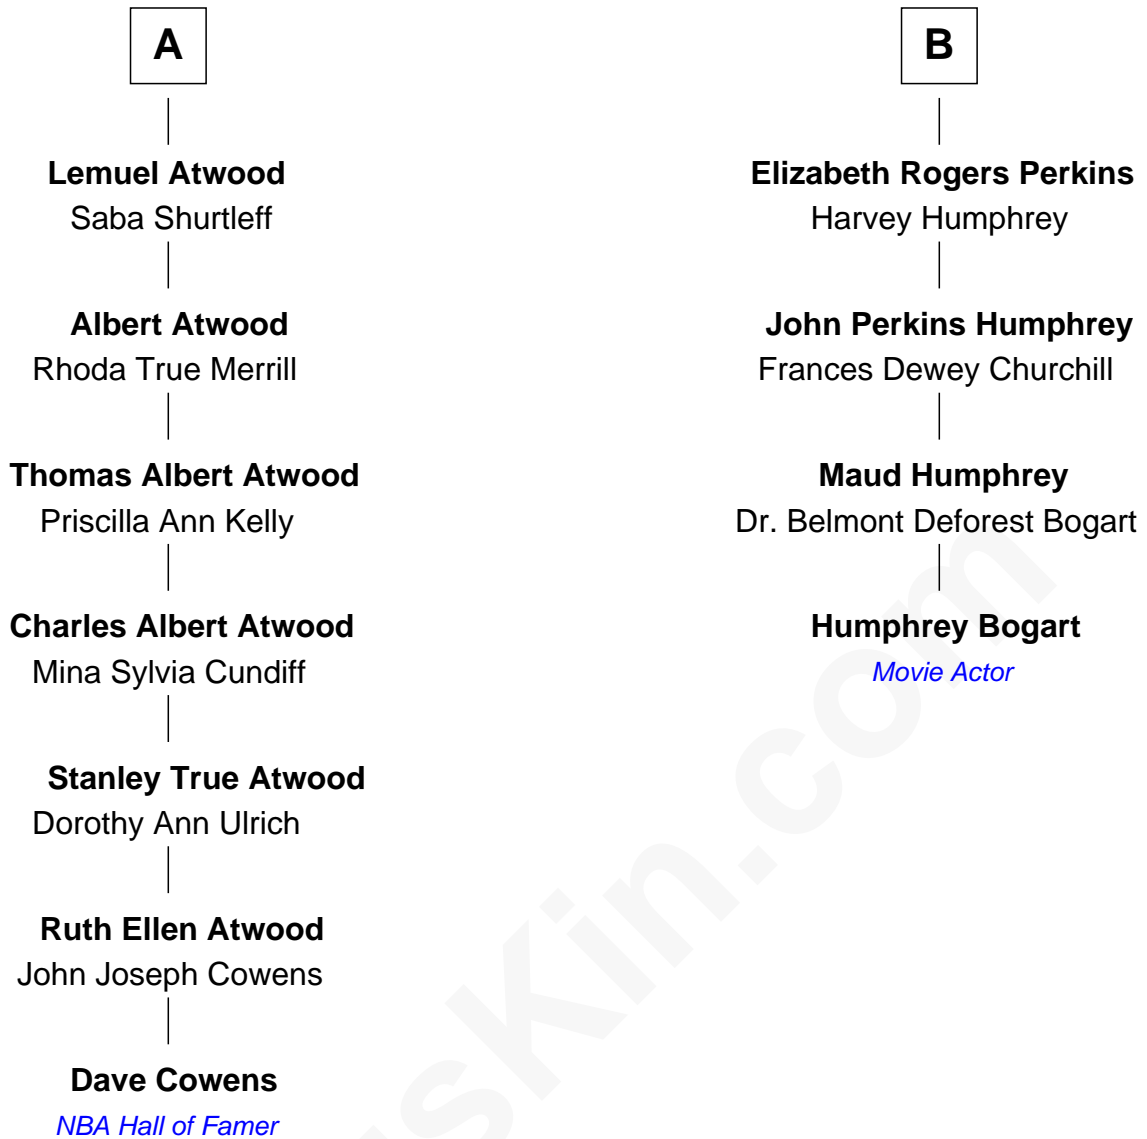 A
Lemuel Atwood
Saba Shurtleff
Albert Atwood
Rhoda True Merrill
Thomas Albert Atwood
Priscilla Ann Kelly
Charles Albert Atwood
Mina Sylvia Cundiff
Stanley True Atwood
Dorothy Ann Ulrich
Ruth Ellen Atwood
John Joseph Cowens
Dave Cowens
NBA Hall of Famer
B
Elizabeth Rogers Perkins
Harvey Humphrey
John Perkins Humphrey
Frances Dewey Churchill
Maud Humphrey
Dr. Belmont Deforest Bogart
Humphrey Bogart
Movie Actor